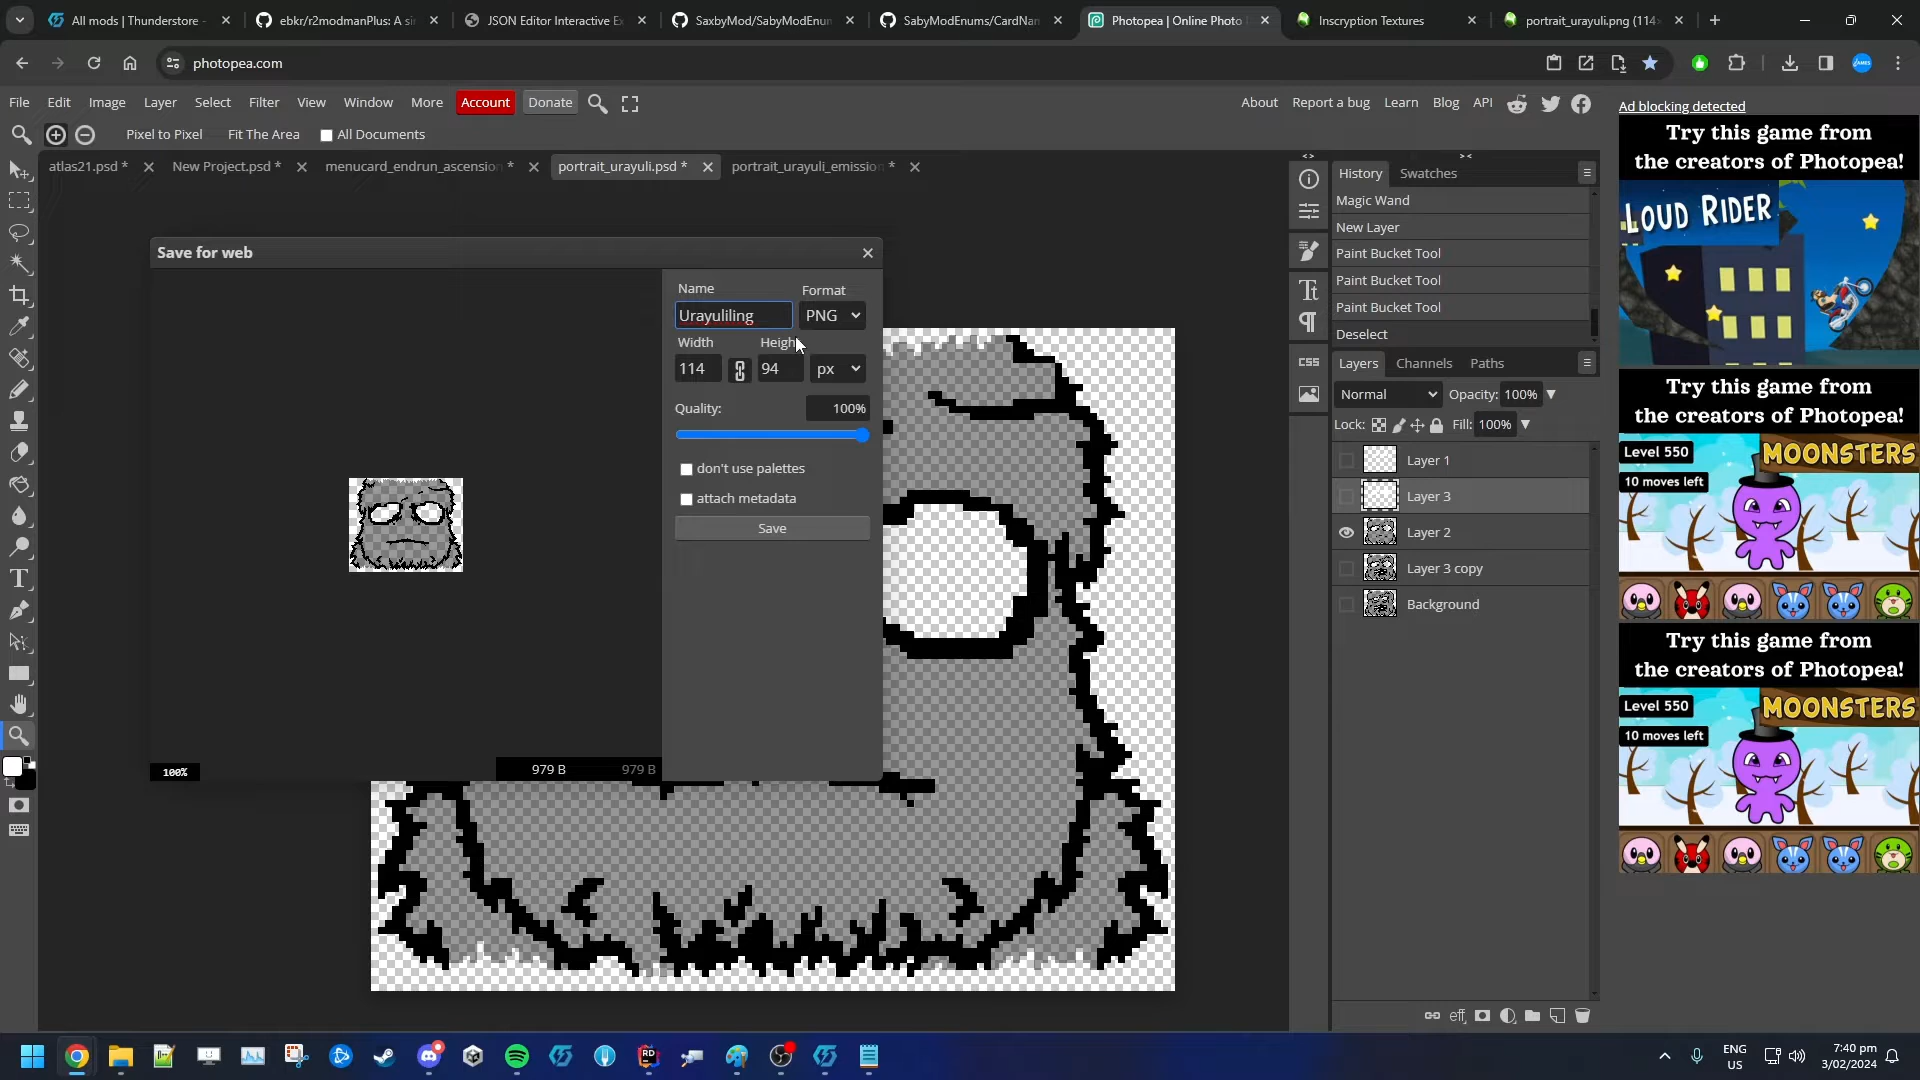 All mods | Thunderstore -
ebkr/r2modmanPlus: A si
JSON Editor Interactive E
SaxbyMod/SabyModEnun
SabyModEnums/CardNan
Photopea | Online Photo
Inscryption Textures
portrait_urayuli.png (114
photopea.com
File Edit Image Layer Select Filter View Window More Account Donate
About Report a bug Learn Blog API
Pixel to Pixel Fit The Area All Documents
atlas21.psd *
New Project.psd *
menucard_endrun_ascension *
portrait_urayuli.psd *
portrait_urayuli_emission *
Save for web
Name
Format
Urayuliling
PNG
Width
Heigh
114
94
px
Quality:
100%
don't use palettes
attach metadata
Save
100%
979 B 979 B
History Swatches
Magic Wand
New Layer
Paint Bucket Tool
Paint Bucket Tool
Paint Bucket Tool
Deselect
Layers Channels Paths
Normal
Opacity: 100%
Lock:
Fill: 100%
Layer 1
Layer 3
Layer 2
Layer 3 copy
Background
CSS
eff
Ad blocking detected
Try this game from
the creators of Photopea!
LOUD RIDER
Try this game from
the creators of Photopea!
Level 550
MOONSTERS
10 moves left
Try this game from
the creators of Photopea!
Level 550
MOONSTERS
10 moves left
ENG
US
7:40 pm
3/02/2024